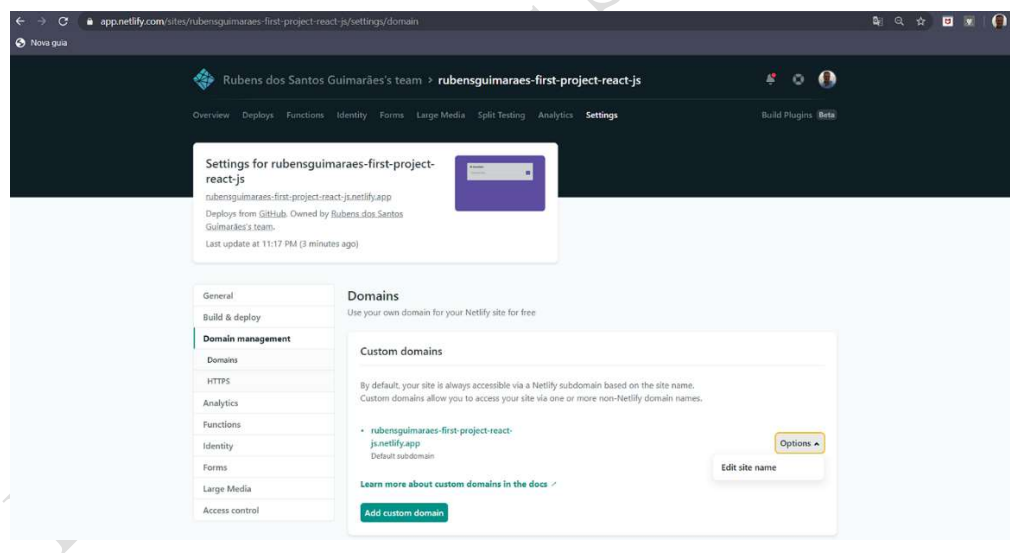 app.netlify.com/sites/rubensguimaraes-first-project-react-js/settings/domain
Nova guia
Rubens dos Santos Guimarães's team > rubensguimaraes-first-project-react-js
Overview Deploys Functions Identity Forms Large Media Split Testing Analytics Settings Build Plugins Beta
Settings for rubensguimaraes-first-project-
react-js
rubensguimaraes-first-project-react-js.netlify.app
Deploys from GitHub. Owned by Rubens dos Santos
Guimarães's team.
Last update at 11:17 PM (3 minutes ago)
General
Build & deploy
Domain management
Domains
HTTPS
Analytics
Functions
Identity
Forms
Large Media
Access control
Domains
Use your own domain for your Netlify site for free
Custom domains
By default, your site is always accessible via a Netlify subdomain based on the site name.
Custom domains allow you to access your site via one or more non-Netlify domain names.
• rubensguimaraes-first-project-react-
js.netlify.app
Default subdomain
Options
Edit site name
Learn more about custom domains in the docs
Add custom domain